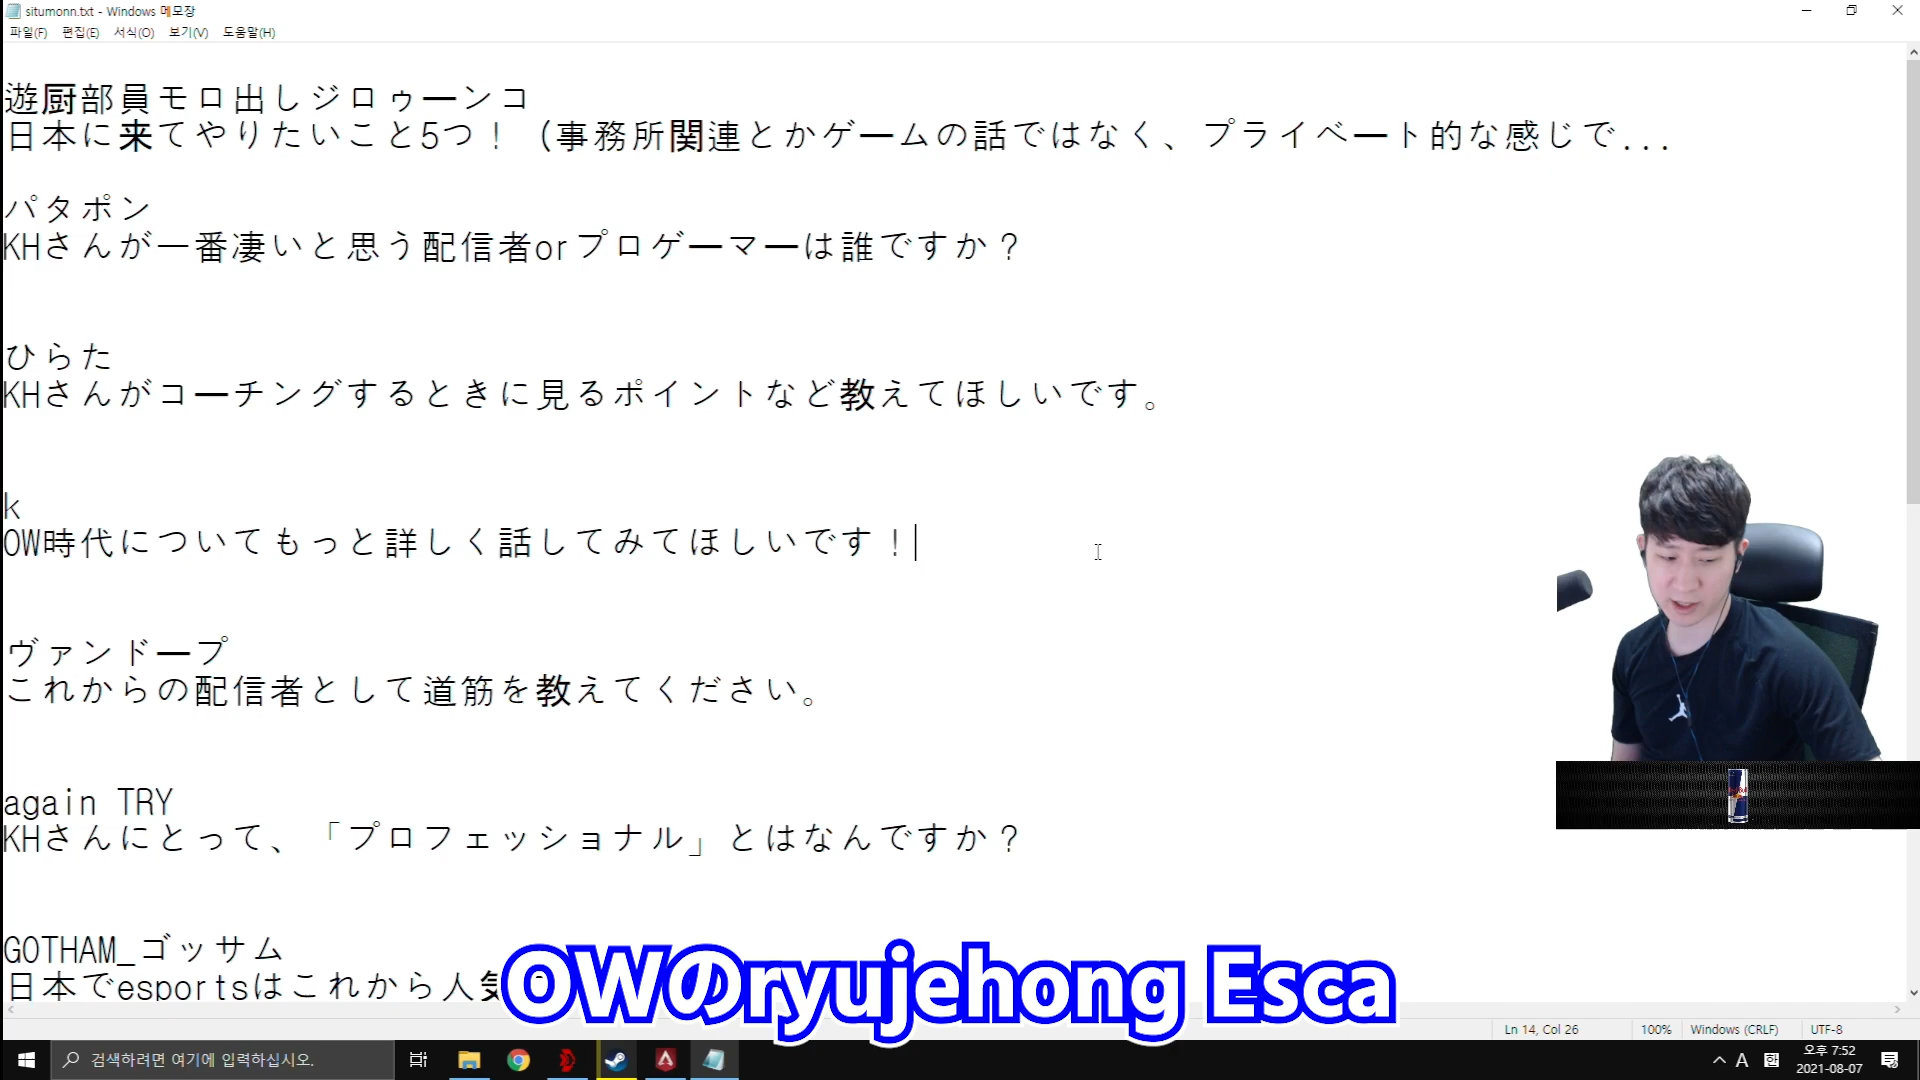 situmonn.txt - Windows 메모장
파일(F) 편집(E) 서식(O) 보기(V) 도움말(H)
遊厨部員モロ出しジロゥーンコ
日本に来てやりたいこと5つ！（事務所関連とかゲームの話ではなく、プライベート的な感じで...
パタポン
KHさんが一番凄いと思う配信者orプロゲーマーは誰ですか？
ひらた
KHさんがコーチングするときに見るポイントなど教えてほしいです。
k
OW時代についてもっと詳しく話してみてほしいです！
ヴァンドープ
これからの配信者として道筋を教えてください。
again TRY
KHさんにとって、「プロフェッショナル」とはなんですか？
GOTHAM_ゴッサム
日本でesportsはこれから人気
OWのryujehong Esca
Ln 14, Col 26 100% Windows (CRLF) UTF-8
검색하려면 여기에 입력하십시오.
A 한 오후 7:52
2021-08-07